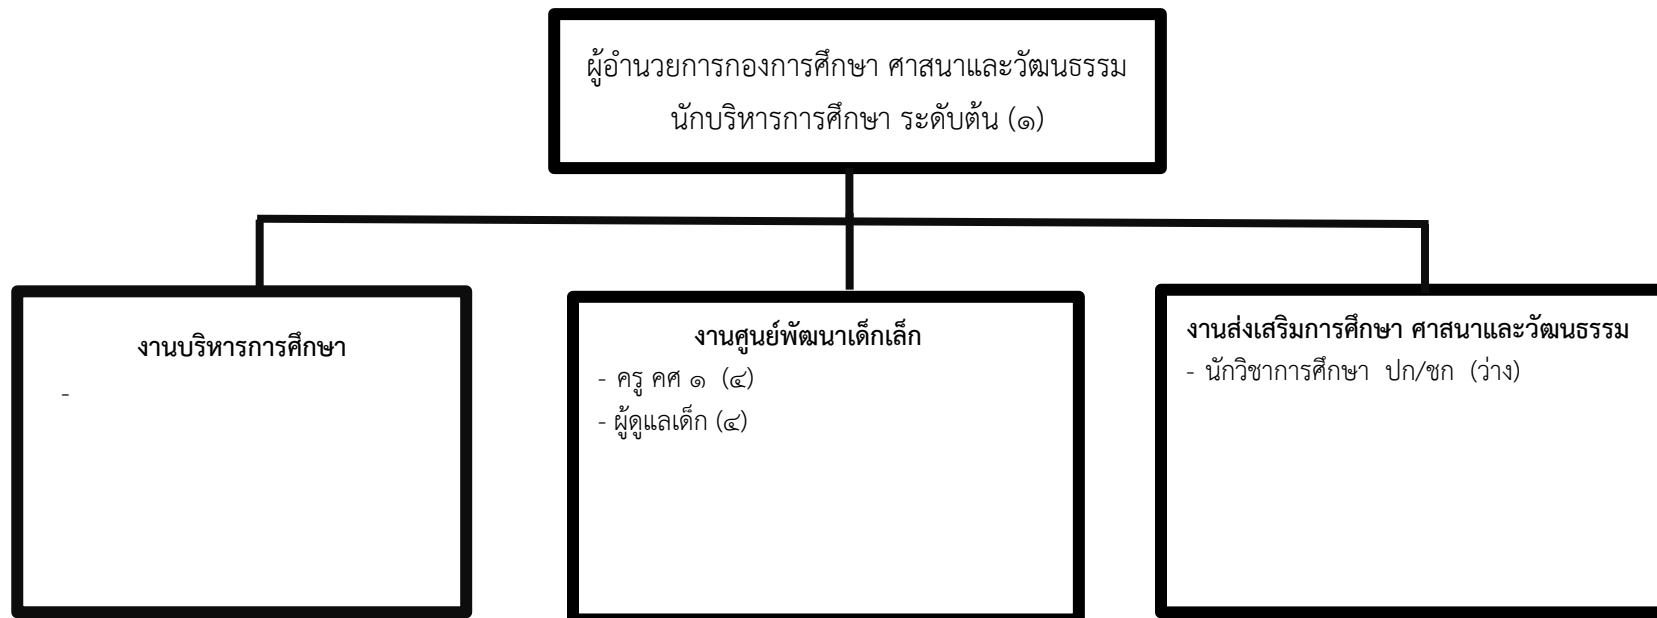 ผู้อำนวยการกองการศึกษา ศาสนาและวัฒนธรรม
นักบริหารการศึกษา ระดับต้น (๑)
งานบริหารการศึกษา
-
งานศูนย์พัฒนาเด็กเล็ก
- ครู คศ ๑ (๔)
- ผู้ดูแลเด็ก (๔)
งานส่งเสริมการศึกษา ศาสนาและวัฒนธรรม
- นักวิชาการศึกษา ปก/ชก (ว่าง)